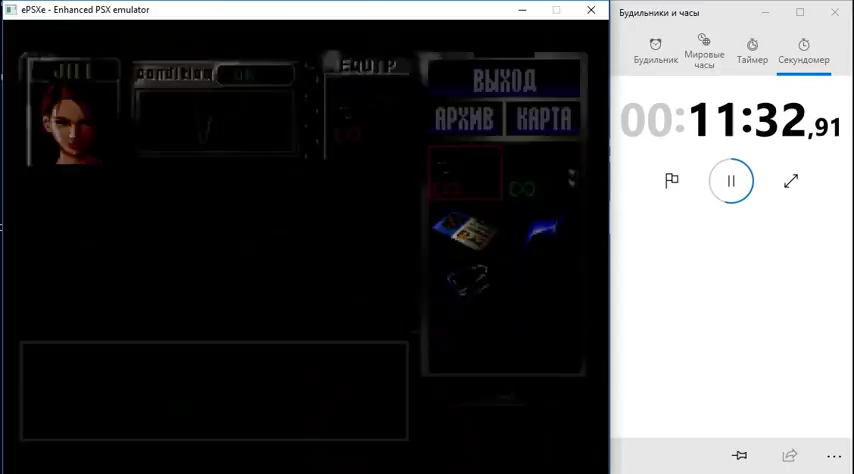 ePSXe - Enhanced PSX emulator
Будильники и часы
Будильник
Мировые часы
Таймер
Секундомер
JILL
condition
OK
EQUIP
ВЫХОД
АРХИВ
КАРТА
00:11:32,91